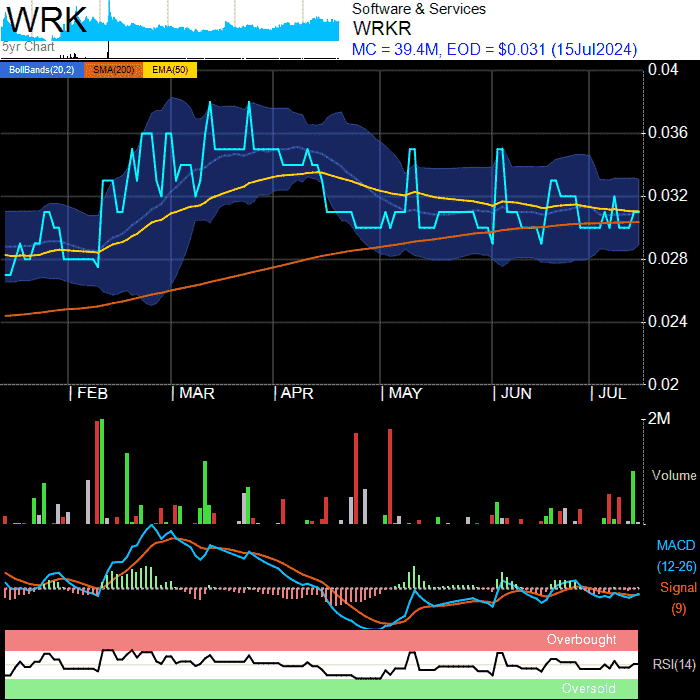 WRK
Software & Services
WRKR
5yr Chart
MC = 39.4M, EOD = $0.031 (15Jul2024)
BollBands(20,2) SMA(200) EMA(50)
0.04
0.036
0.032
0.028
0.024
0.02
| FEB | MAR | APR | MAY | JUN | JUL
2M
Volume
MACD
(12-26)
Signal
(9)
Overbought
RSI(14)
Oversold